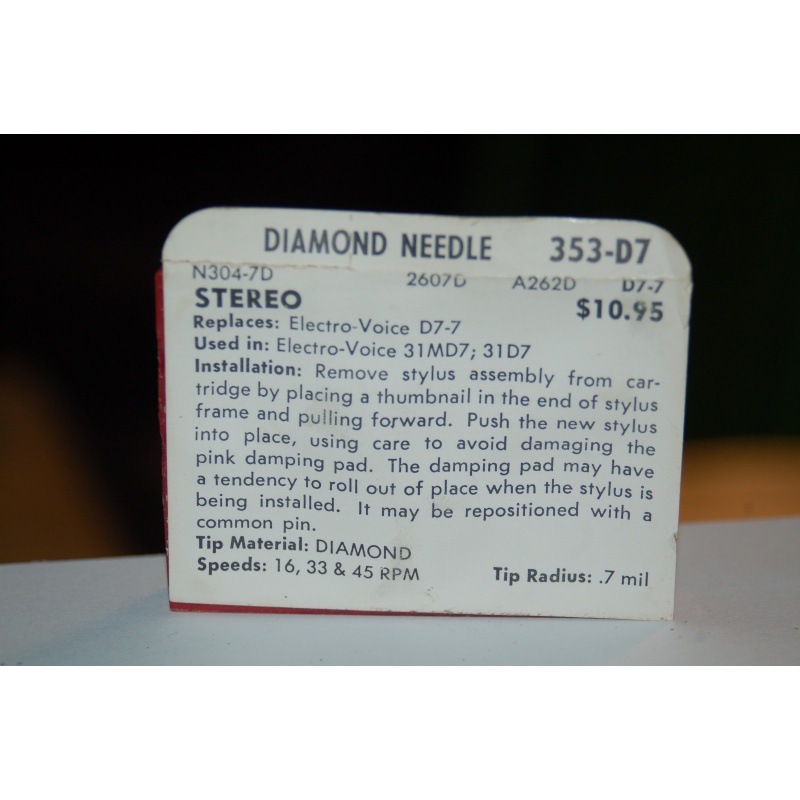 DIAMOND NEEDLE 353-D7
N304-7D 2607D A262D D7-7
STEREO $10.95
Replaces: Electro-Voice D7-7
Used in: Electro-Voice 31MD7; 31D7
Installation: Remove stylus assembly from car-
tridge by placing a thumbnail in the end of stylus
frame and pulling forward. Push the new stylus
into place, using care to avoid damaging the
pink damping pad. The damping pad may have
a tendency to roll out of place when the stylus is
being installed. It may be repositioned with a
common pin.
Tip Material: DIAMOND
Speeds: 16, 33 & 45 RPM Tip Radius: .7 mil